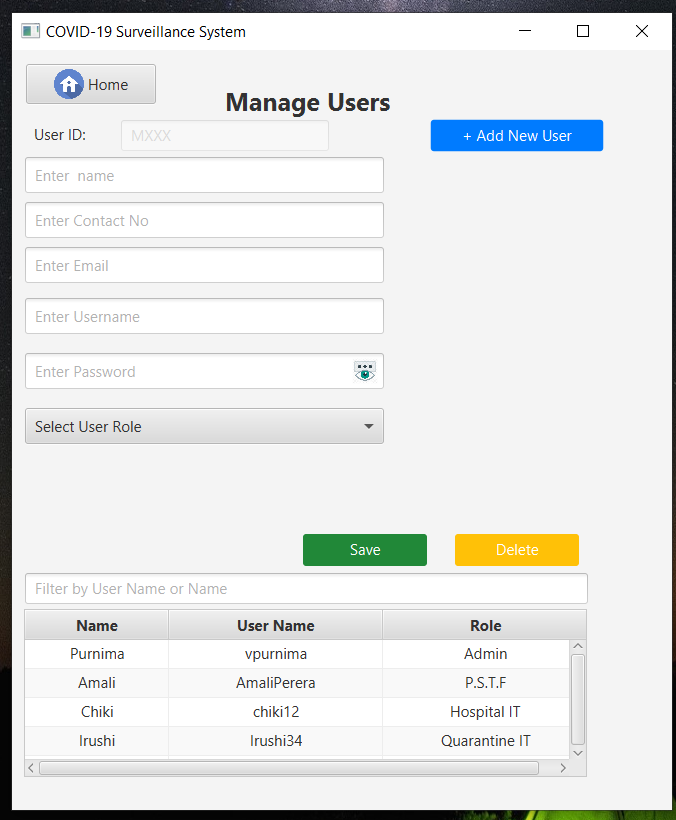 COVID-19 Surveillance System
Home
Manage Users
User ID: MXXX + Add New User
Enter name
Enter Contact No
Enter Email
Enter Username
Enter Password
Select User Role
Save Delete
Filter by User Name or Name
Name User Name Role
Purnima vpurnima Admin
Amali AmaliPerera P.S.T.F
Chiki chiki12 Hospital IT
Irushi Irushi34 Quarantine IT